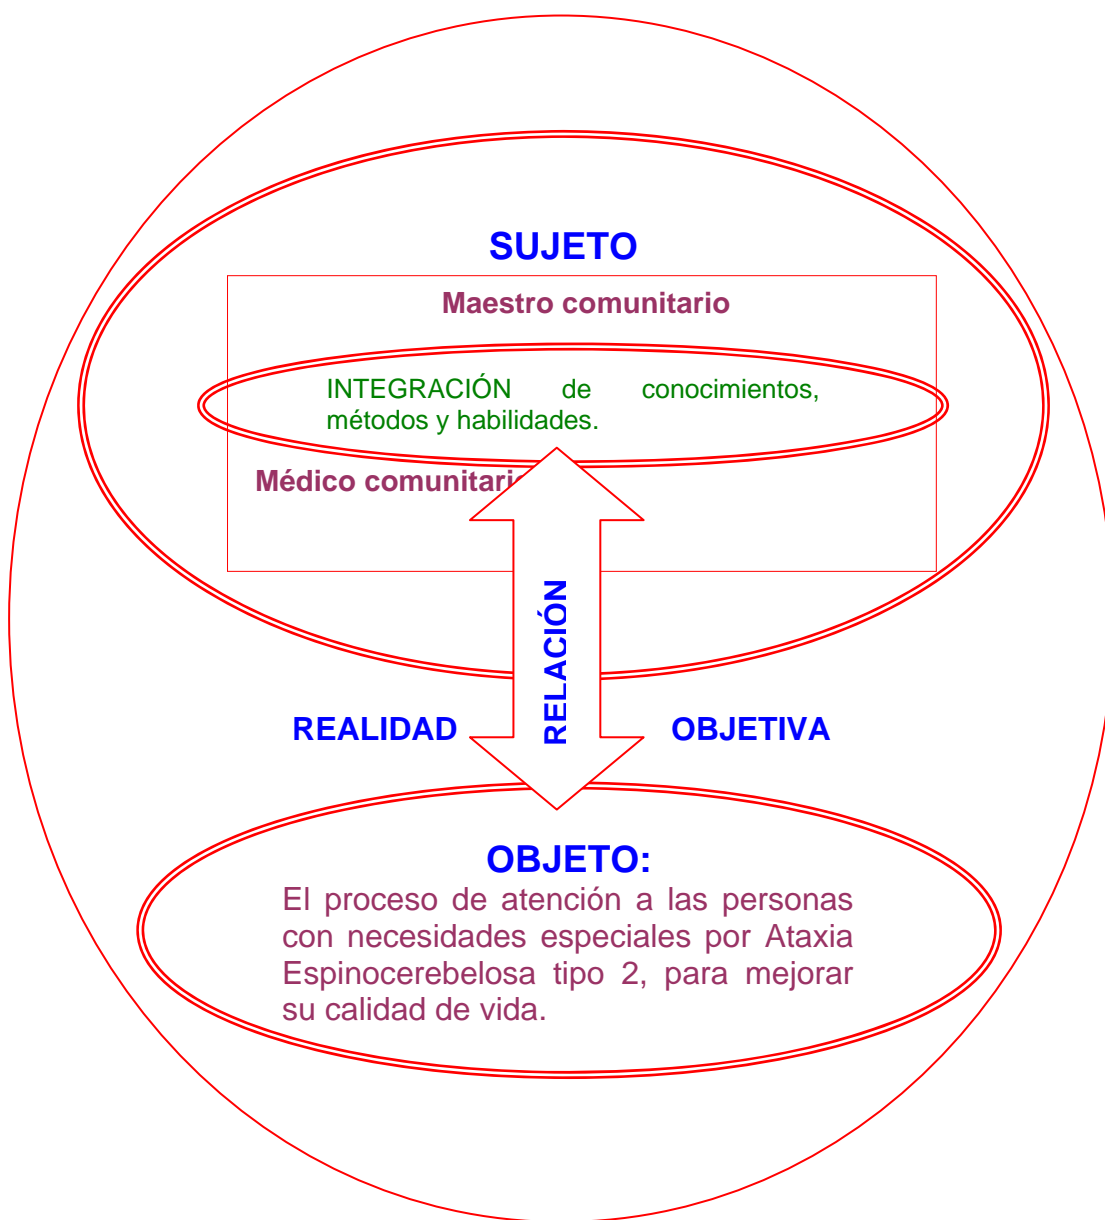 SUJETO
Maestro comunitario
INTEGRACIÓN de conocimientos,
métodos y habilidades.
Médico comunitario
RELACIÓN
REALIDAD OBJETIVA
OBJETO:
El proceso de atención a las personas
con necesidades especiales por Ataxia
Espinocerebelosa tipo 2, para mejorar
su calidad de vida.